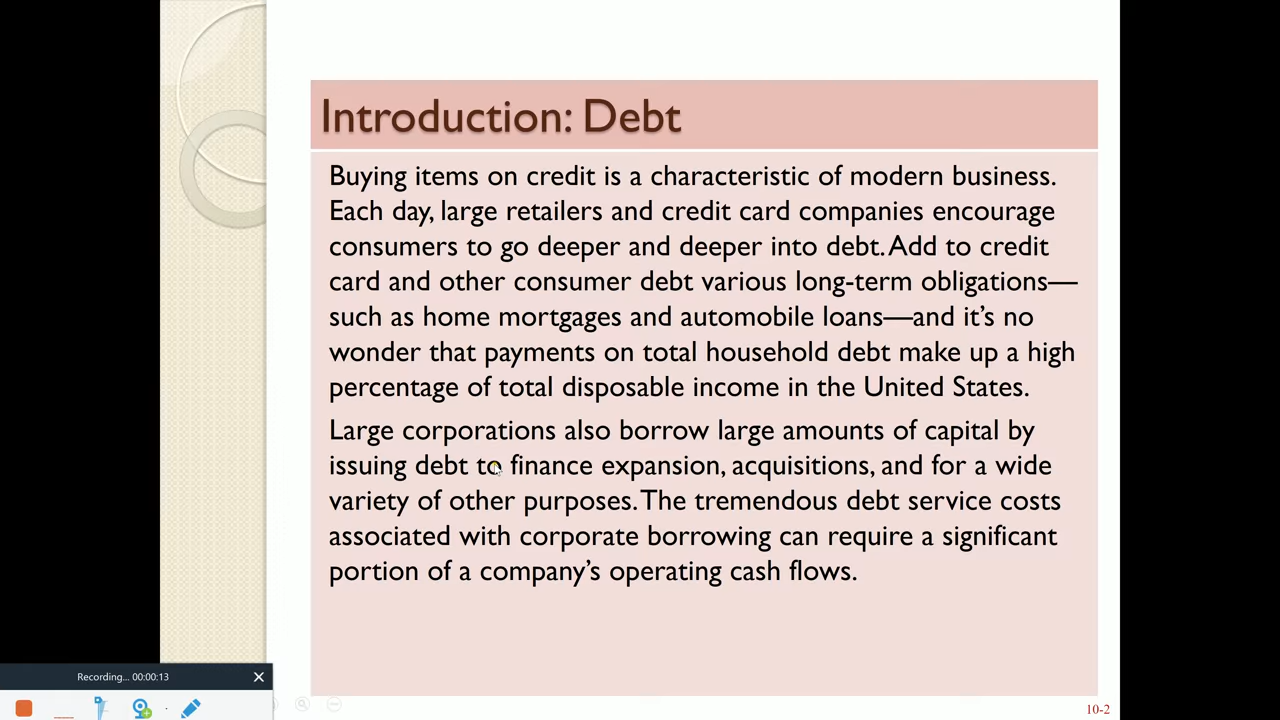 Introduction: Debt
Buying items on credit is a characteristic of modern business.
Each day, large retailers and credit card companies encourage
consumers to go deeper and deeper into debt. Add to credit
card and other consumer debt various long-term obligations—
such as home mortgages and automobile loans—and it’s no
wonder that payments on total household debt make up a high
percentage of total disposable income in the United States.
Large corporations also borrow large amounts of capital by
issuing debt to finance expansion, acquisitions, and for a wide
variety of other purposes. The tremendous debt service costs
associated with corporate borrowing can require a significant
portion of a company’s operating cash flows.
Recording... 00:00:13
10-2